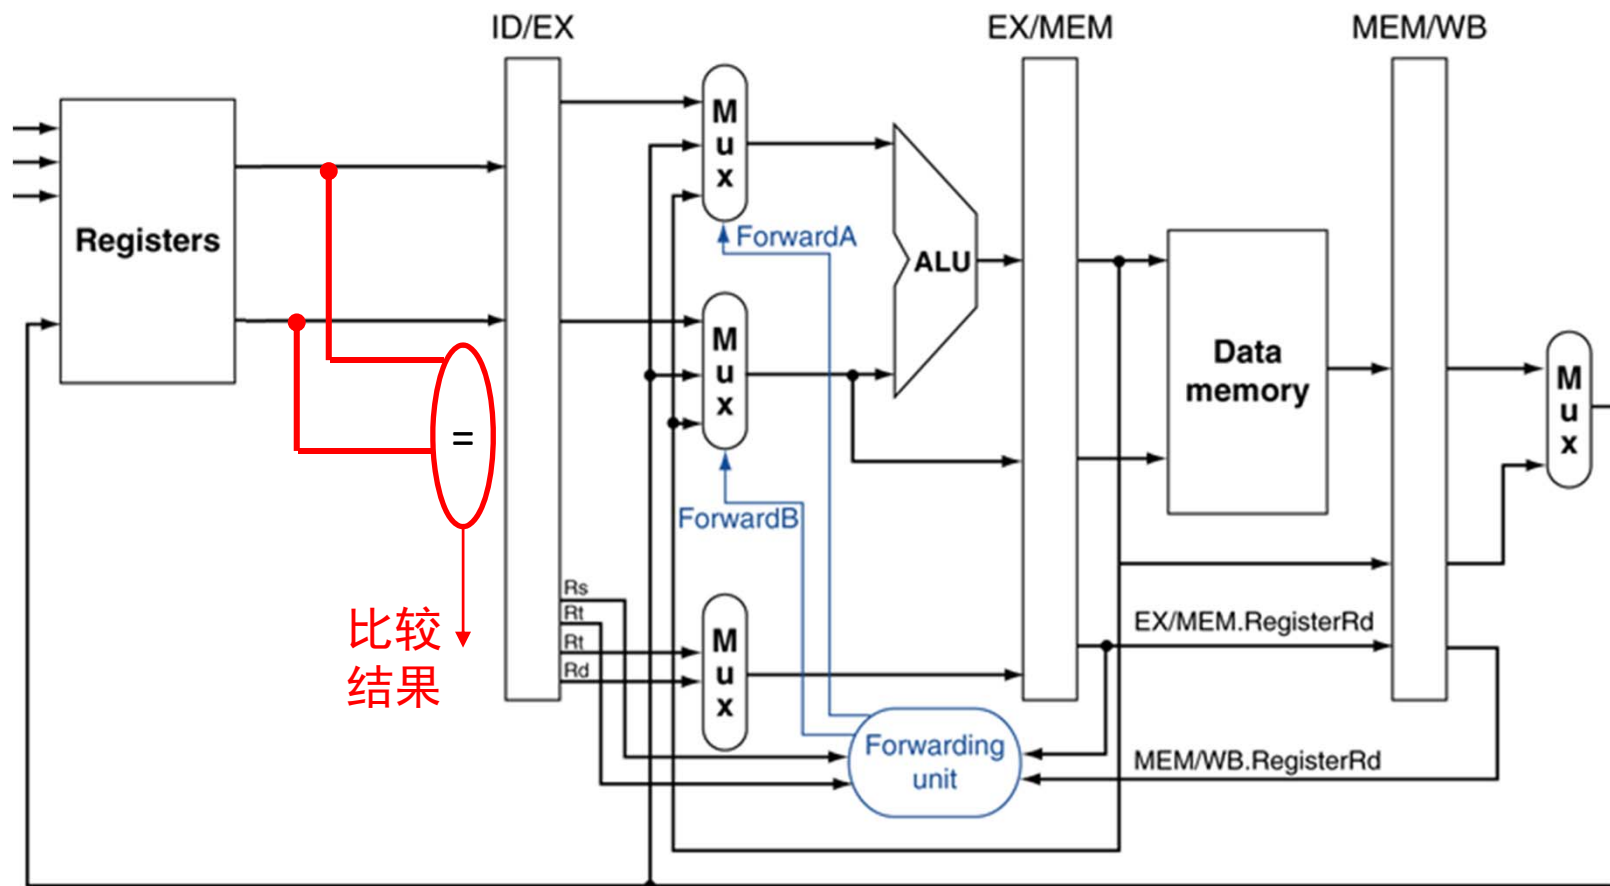 ID/EX
EX/MEM
MEM/WB
Registers
M
u
x
ForwardA
ALU
M
u
x
ForwardB
Data
memory
M
u
x
=
比较
结果
Rs
Rt
Rt
Rd
M
u
x
EX/MEM.RegisterRd
Forwarding
unit
MEM/WB.RegisterRd